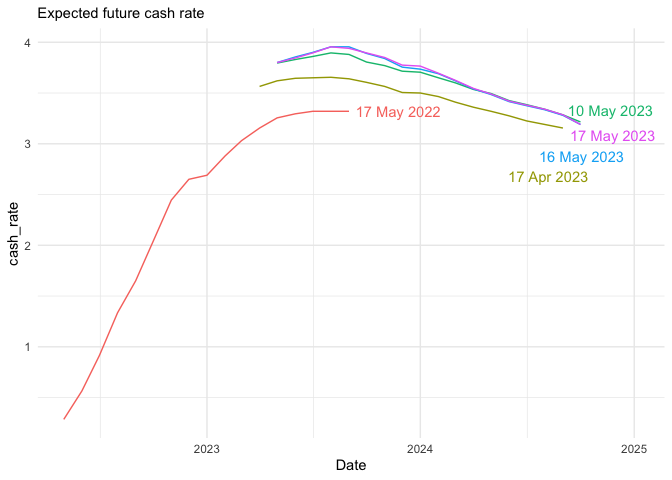 Expected future cash rate
4
10 May 2023
17 May 2022
17 May 2023
3
16 May 2023
17 Apr 2023
cash_rate
2
1
2023
2024
2025
Date